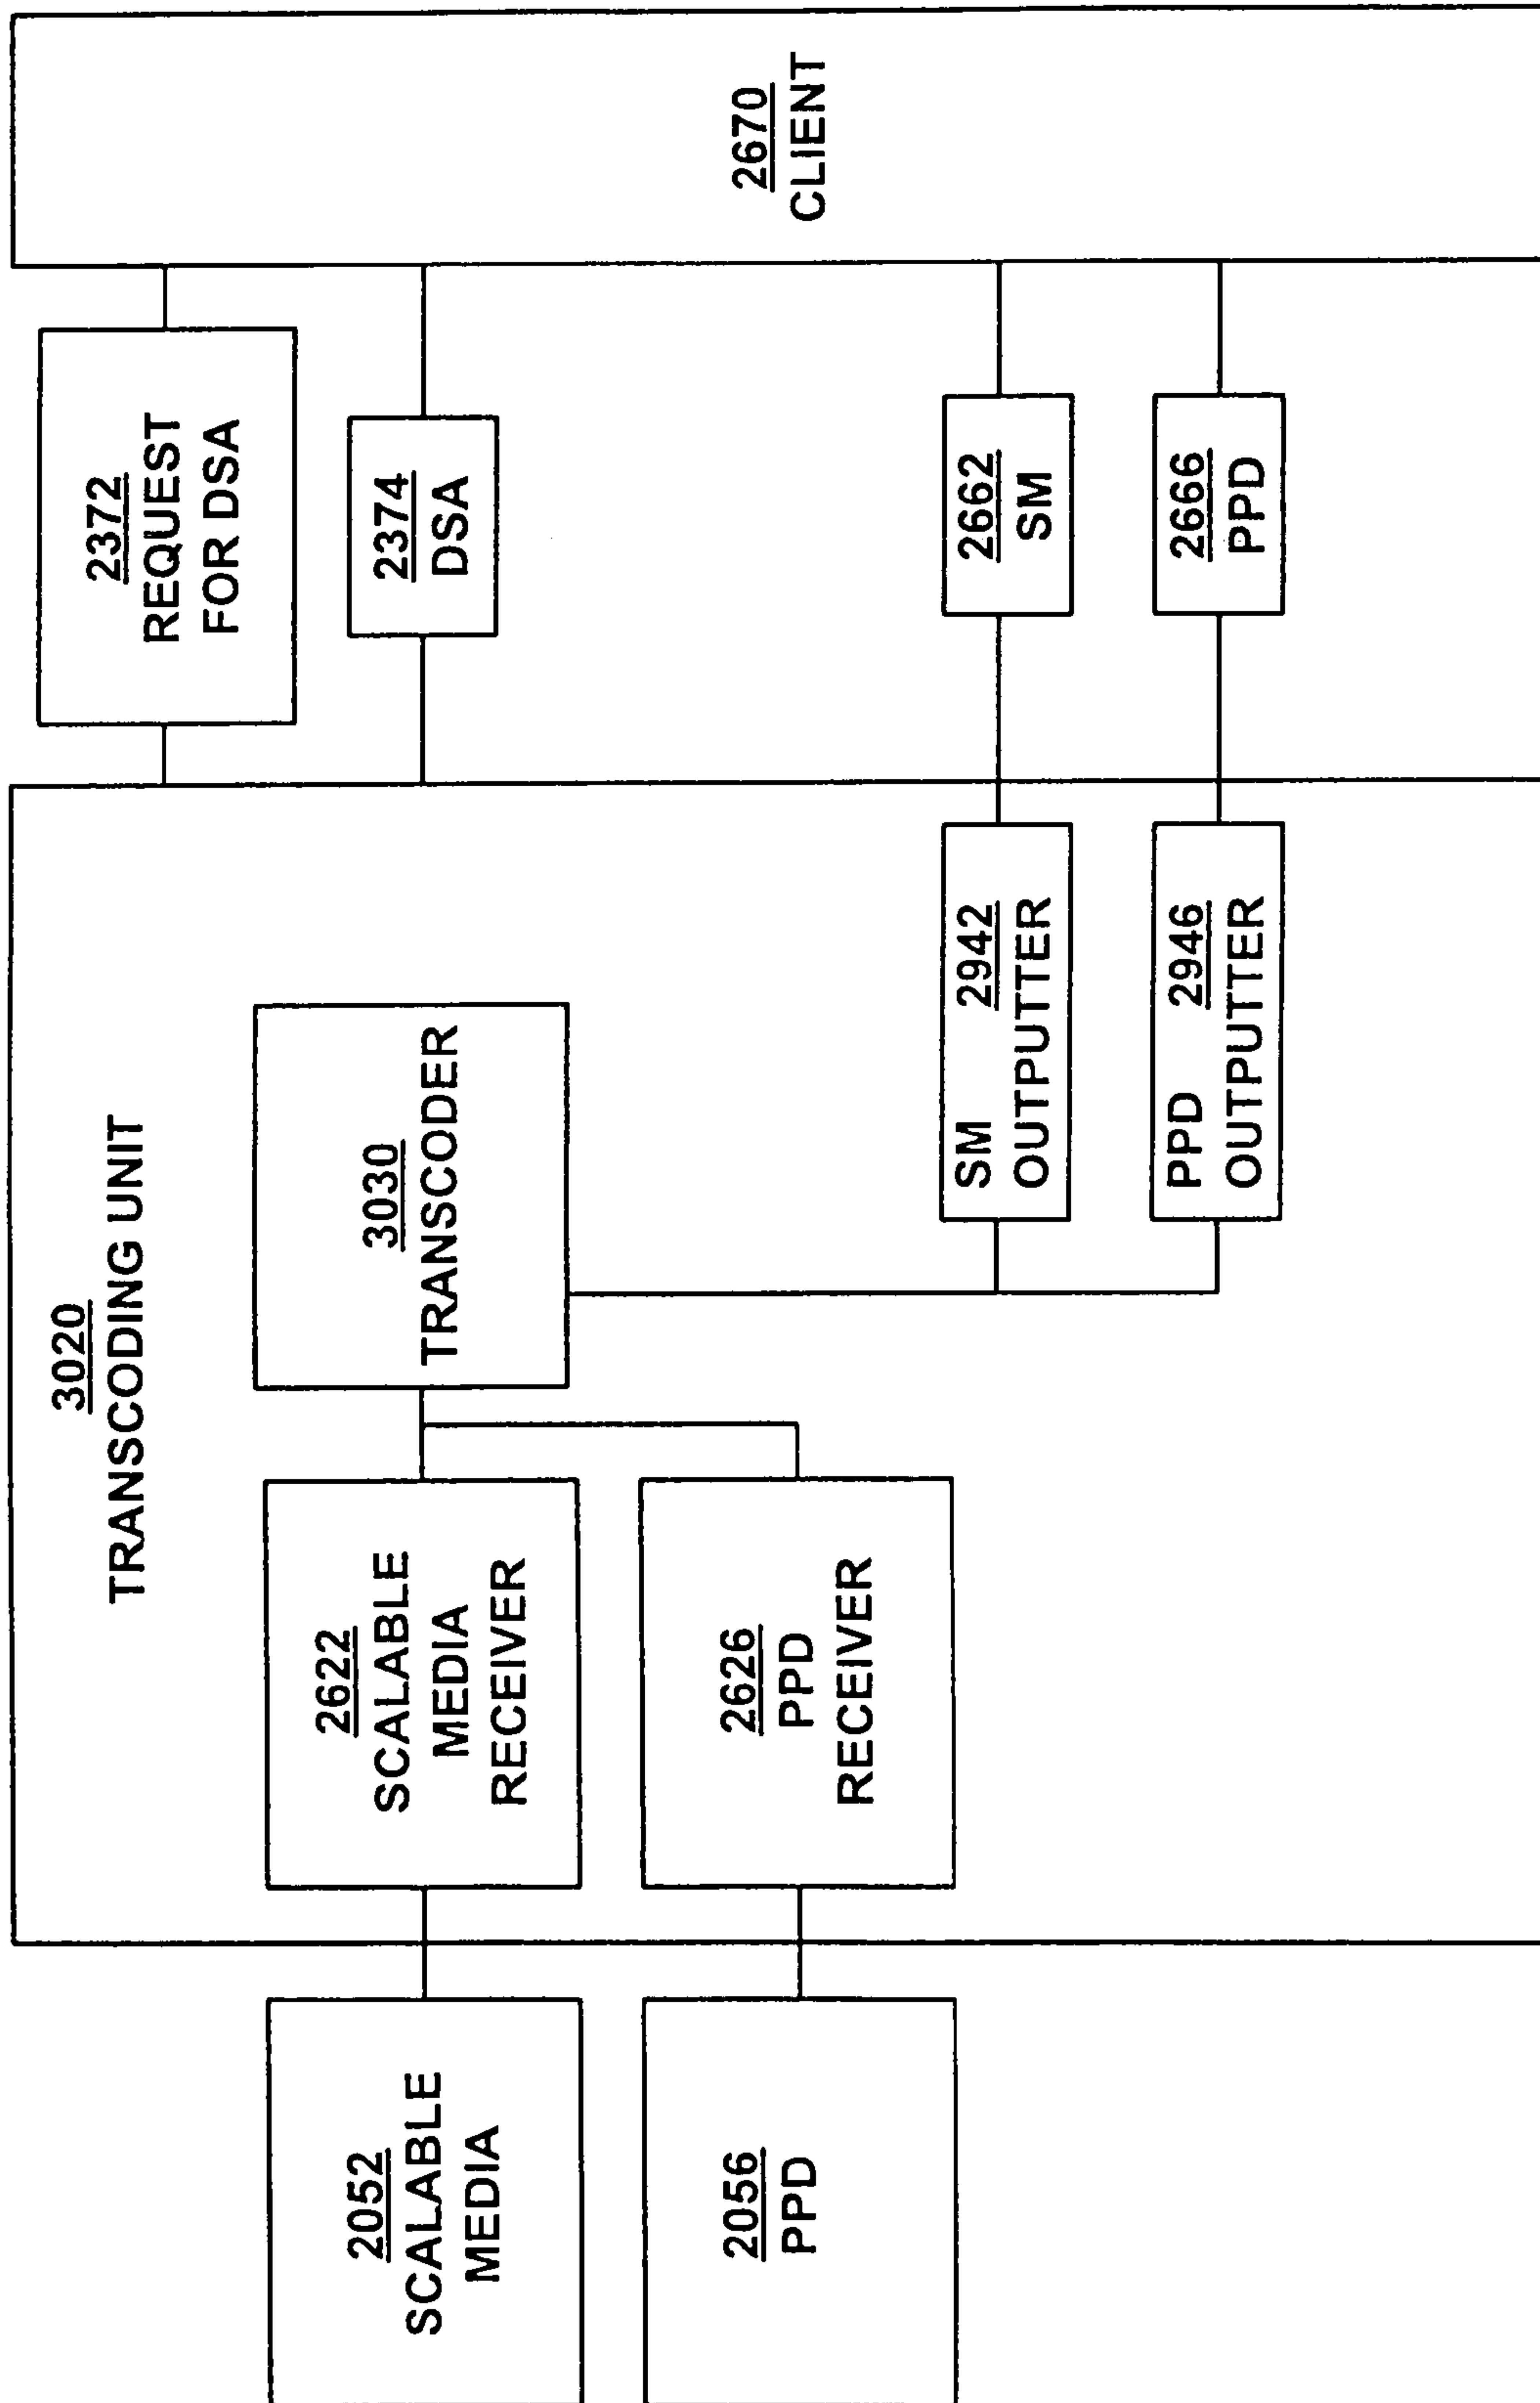 3020
TRANSCODING UNIT
2052
SCALABLE
MEDIA
2622
SCALABLE
MEDIA
RECEIVER
3030
TRANSCODER
2372
REQUEST
FOR DSA
2374
DSA
2670
CLIENT
2056
PPD
2626
PPD
RECEIVER
SM 2942
OUTPUTTER
2662
SM
PPD 2946
OUTPUTTER
2666
PPD